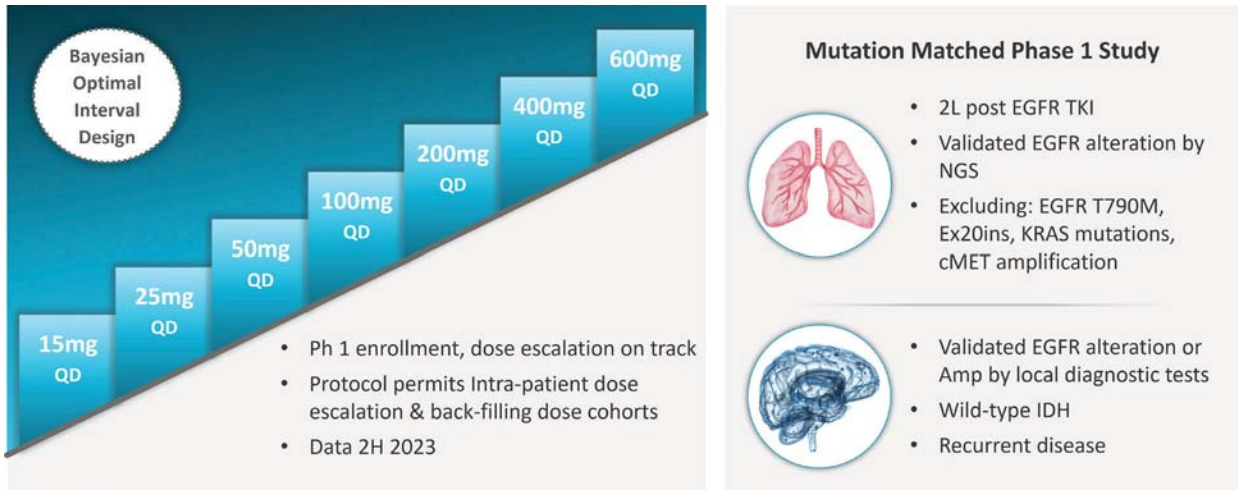 Bayesian
Optimal
Interval
Design
15mg
QD
25mg
QD
50mg
QD
100mg
QD
200mg
QD
400mg
QD
600mg
QD
• Ph 1 enrollment, dose escalation on track
• Protocol permits Intra-patient dose
escalation & back-filling dose cohorts
• Data 2H 2023
Mutation Matched Phase 1 Study
• 2L post EGFR TKI
• Validated EGFR alteration by
NGS
• Excluding: EGFR T790M,
Ex20ins, KRAS mutations,
cMET amplification
• Validated EGFR alteration or
Amp by local diagnostic tests
• Wild-type IDH
• Recurrent disease